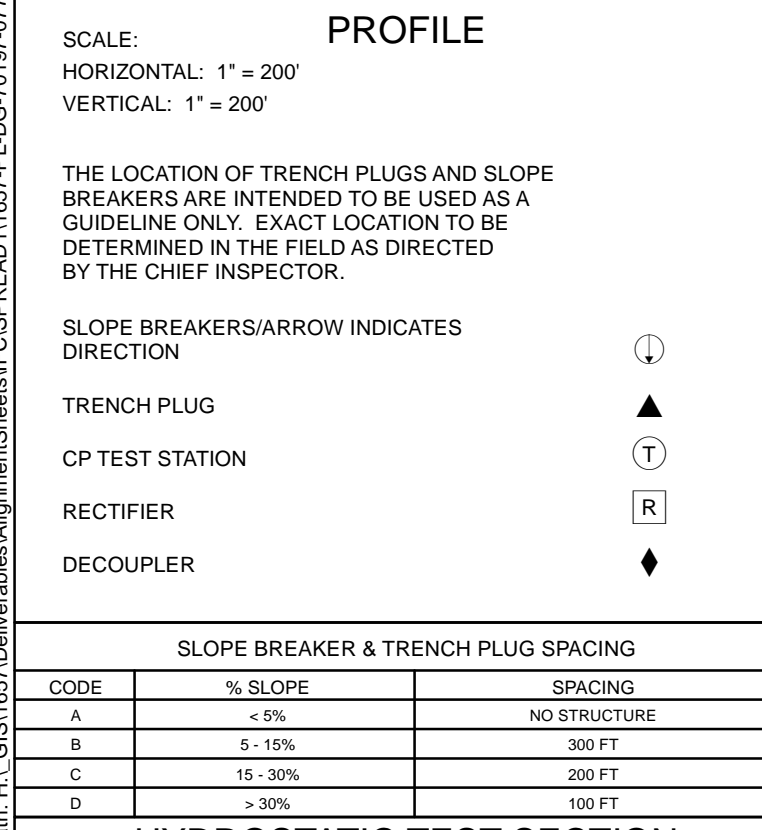 PROFILE
SCALE:
HORIZONTAL: 1" = 200'
VERTICAL: 1" = 200'
THE LOCATION OF TRENCH PLUGS AND SLOPE
BREAKERS ARE INTENDED TO BE USED AS A
GUIDELINE ONLY. EXACT LOCATION TO BE
DETERMINED IN THE FIELD AS DIRECTED
BY THE CHIEF INSPECTOR.
SLOPE BREAKERS/ARROW INDICATES
DIRECTION
TRENCH PLUG
CP TEST STATION T
RECTIFIER R
DECOUPLER
SLOPE BREAKER & TRENCH PLUG SPACING
CODE % SLOPE SPACING
A < 5% NO STRUCTURE
B 5 - 15% 300 FT
C 15 - 30% 200 FT
D > 30% 100 FT
HYDROSTATIC TEST SECTION